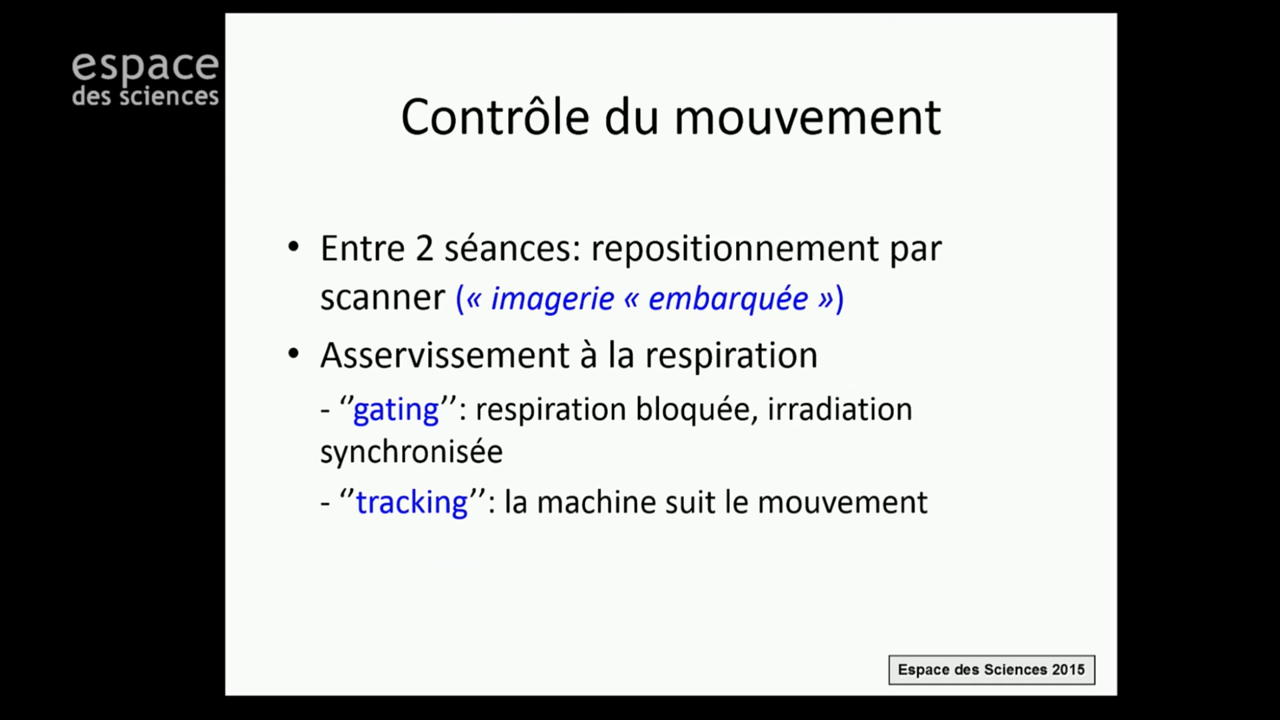 espace
des sciences
Contrôle du mouvement
• Entre 2 séances: repositionnement par
scanner (« imagerie « embarquée »)
• Asservissement à la respiration
- ‘’gating’’: respiration bloquée, irradiation
synchronisée
- ‘’tracking’’: la machine suit le mouvement
Espace des Sciences 2015